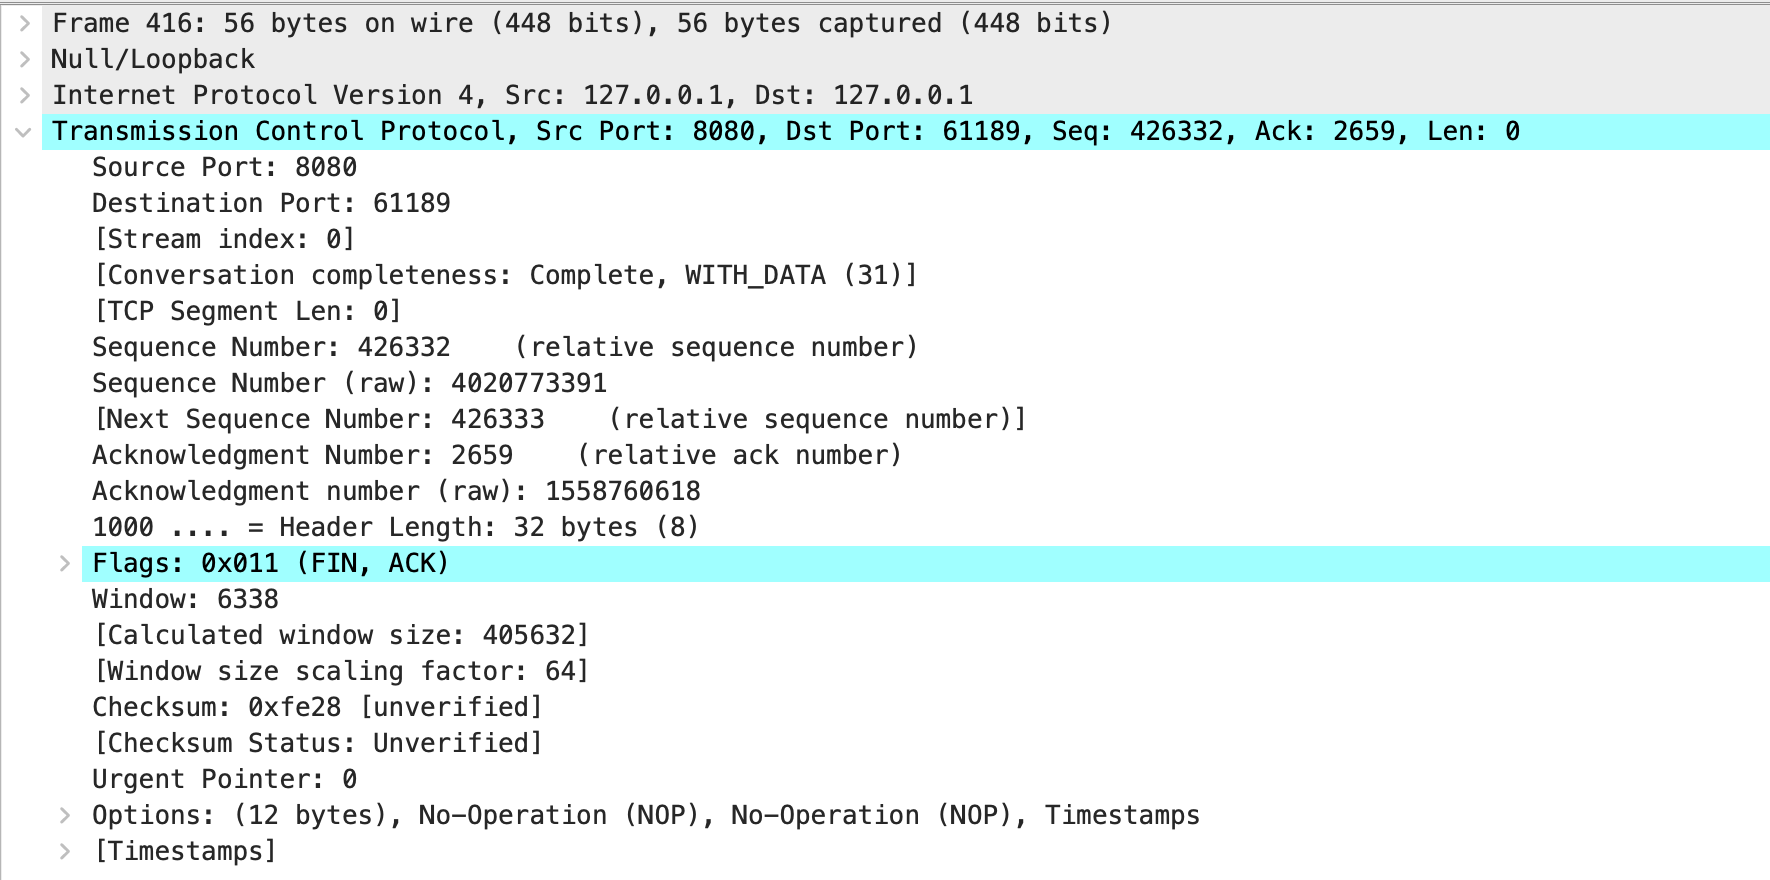 Frame 416: 56 bytes on wire (448 bits), 56 bytes captured (448 bits)
Null/Loopback
Internet Protocol Version 4, Src: 127.0.0.1, Dst: 127.0.0.1
Transmission Control Protocol, Src Port: 8080, Dst Port: 61189, Seq: 426332, Ack: 2659, Len: 0
Source Port: 8080
Destination Port: 61189
[Stream index: 0]
[Conversation completeness: Complete, WITH_DATA (31)]
[TCP Segment Len: 0]
Sequence Number: 426332    (relative sequence number)
Sequence Number (raw): 4020773391
[Next Sequence Number: 426333    (relative sequence number)]
Acknowledgment Number: 2659    (relative ack number)
Acknowledgment number (raw): 1558760618
1000 .... = Header Length: 32 bytes (8)
Flags: 0x011 (FIN, ACK)
Window: 6338
[Calculated window size: 405632]
[Window size scaling factor: 64]
Checksum: 0xfe28 [unverified]
[Checksum Status: Unverified]
Urgent Pointer: 0
Options: (12 bytes), No-Operation (NOP), No-Operation (NOP), Timestamps
[Timestamps]